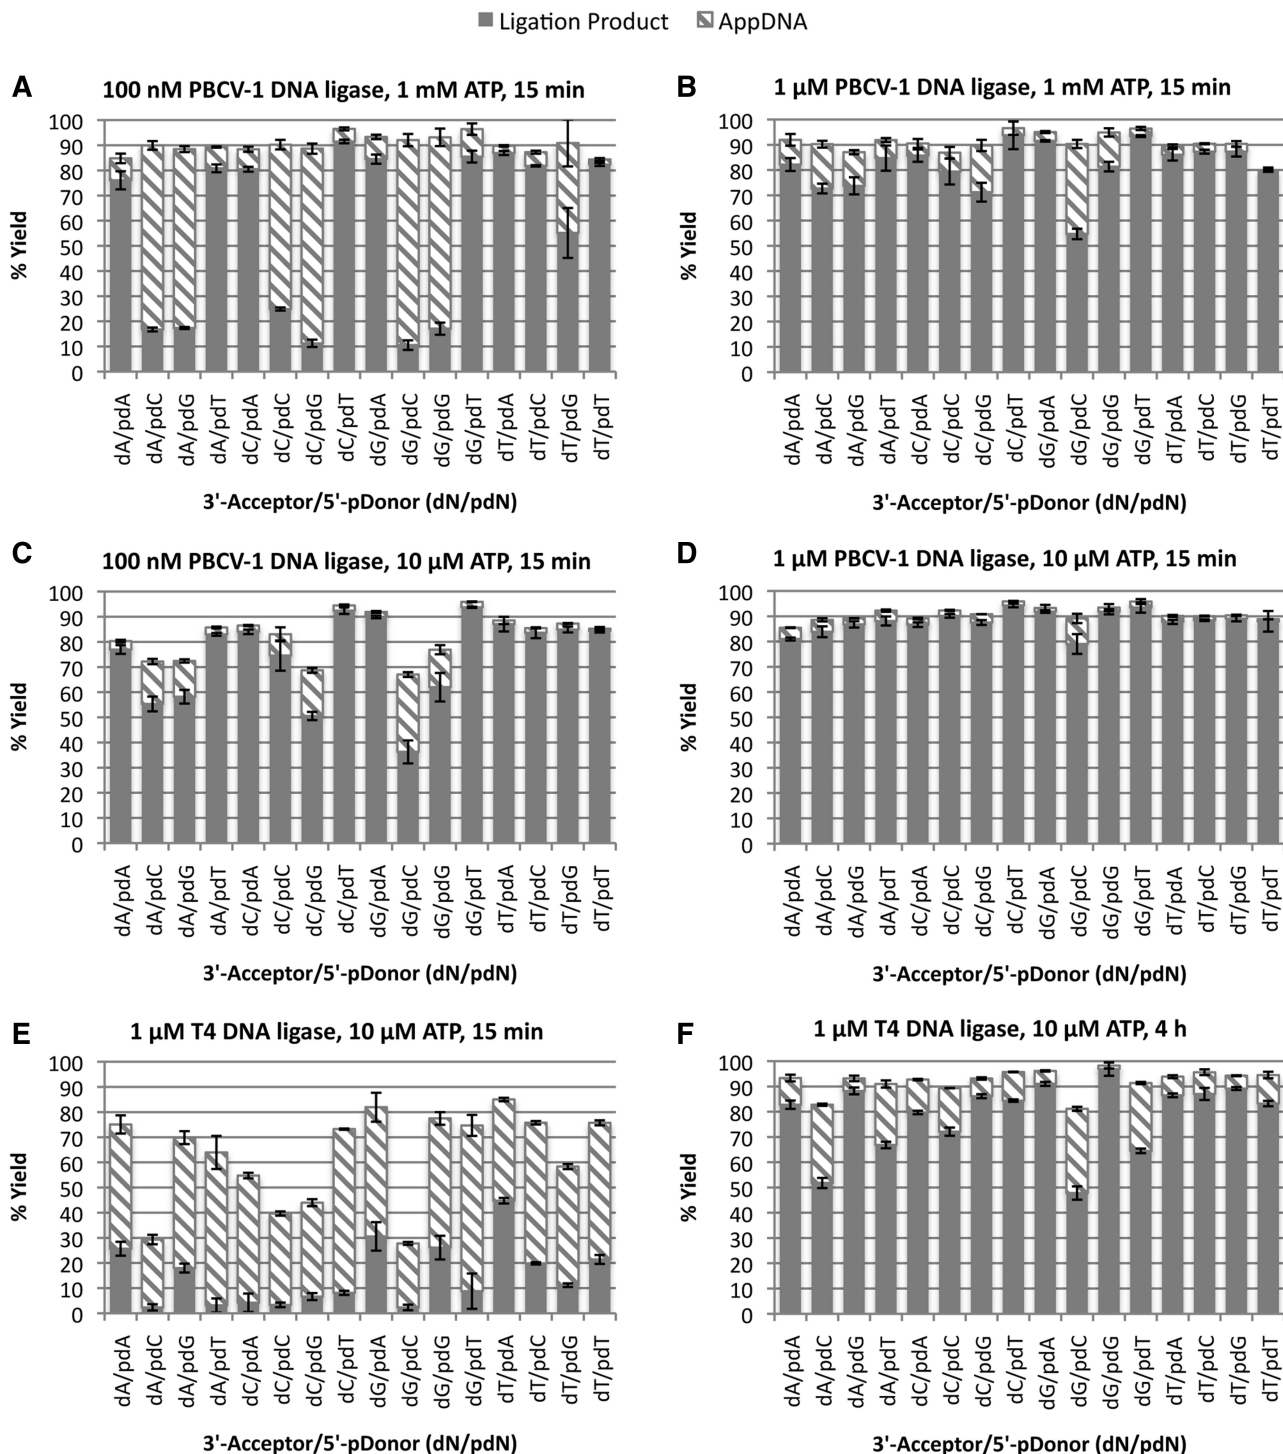 Ligation Product AppDNA
A 100 nM PBCV-1 DNA ligase, 1 mM ATP, 15 min
% Yield
100
90
80
70
60
50
40
30
20
10
0
dA/pdA dA/pdC dA/pdG dA/pdT dC/pdA dC/pdC dC/pdG dC/pdT dG/pdA dG/pdC dG/pdG dG/pdT dT/pdA dT/pdC dT/pdG dT/pdT
3'-Acceptor/5'-pDonor (dN/pdN)
B 1 µM PBCV-1 DNA ligase, 1 mM ATP, 15 min
% Yield
100
90
80
70
60
50
40
30
20
10
0
dA/pdA dA/pdC dA/pdG dA/pdT dC/pdA dC/pdC dC/pdG dC/pdT dG/pdA dG/pdC dG/pdG dG/pdT dT/pdA dT/pdC dT/pdG dT/pdT
3'-Acceptor/5'-pDonor (dN/pdN)
C 100 nM PBCV-1 DNA ligase, 10 µM ATP, 15 min
% Yield
100
90
80
70
60
50
40
30
20
10
0
dA/pdA dA/pdC dA/pdG dA/pdT dC/pdA dC/pdC dC/pdG dC/pdT dG/pdA dG/pdC dG/pdG dG/pdT dT/pdA dT/pdC dT/pdG dT/pdT
3'-Acceptor/5'-pDonor (dN/pdN)
D 1 µM PBCV-1 DNA ligase, 10 µM ATP, 15 min
% Yield
100
90
80
70
60
50
40
30
20
10
0
dA/pdA dA/pdC dA/pdG dA/pdT dC/pdA dC/pdC dC/pdG dC/pdT dG/pdA dG/pdC dG/pdG dG/pdT dT/pdA dT/pdC dT/pdG dT/pdT
3'-Acceptor/5'-pDonor (dN/pdN)
E 1 µM T4 DNA ligase, 10 µM ATP, 15 min
% Yield
100
90
80
70
60
50
40
30
20
10
0
dA/pdA dA/pdC dA/pdG dA/pdT dC/pdA dC/pdC dC/pdG dC/pdT dG/pdA dG/pdC dG/pdG dG/pdT dT/pdA dT/pdC dT/pdG dT/pdT
3'-Acceptor/5'-pDonor (dN/pdN)
F 1 µM T4 DNA ligase, 10 µM ATP, 4 h
% Yield
100
90
80
70
60
50
40
30
20
10
0
dA/pdA dA/pdC dA/pdG dA/pdT dC/pdA dC/pdC dC/pdG dC/pdT dG/pdA dG/pdC dG/pdG dG/pdT dT/pdA dT/pdC dT/pdG dT/pdT
3'-Acceptor/5'-pDonor (dN/pdN)